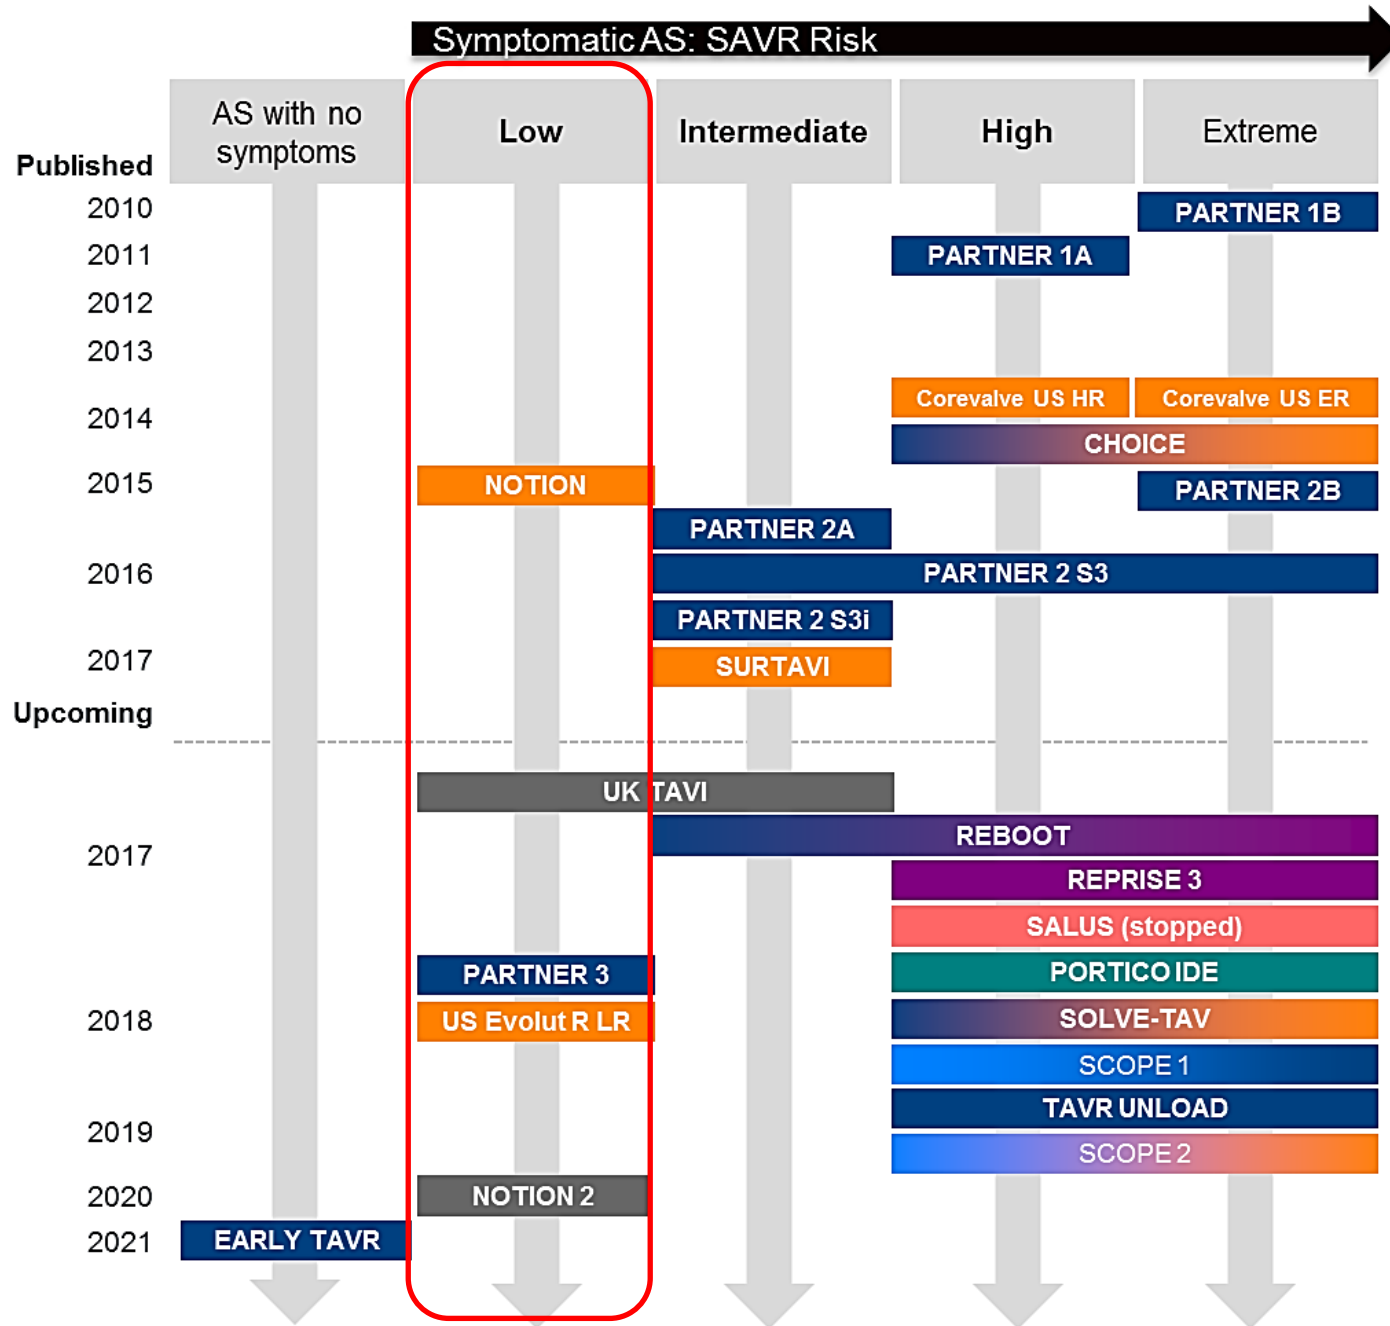 Symptomatic AS: SAVR Risk
AS with no
symptoms
Low
Intermediate
High
Extreme
Published
2010
PARTNER 1B
2011
PARTNER 1A
2012
2013
2014
Corevalve US HR
Corevalve US ER
CHOICE
2015
NOTION
PARTNER 2B
PARTNER 2A
2016
PARTNER 2 S3
PARTNER 2 S3i
2017
SURTAVI
Upcoming
UK TAVI
2017
REBOOT
REPRISE 3
SALUS (stopped)
PARTNER 3
PORTICO IDE
2018
US Evolut R LR
SOLVE-TAV
SCOPE 1
TAVR UNLOAD
2019
SCOPE 2
2020
NOTION 2
2021
EARLY TAVR